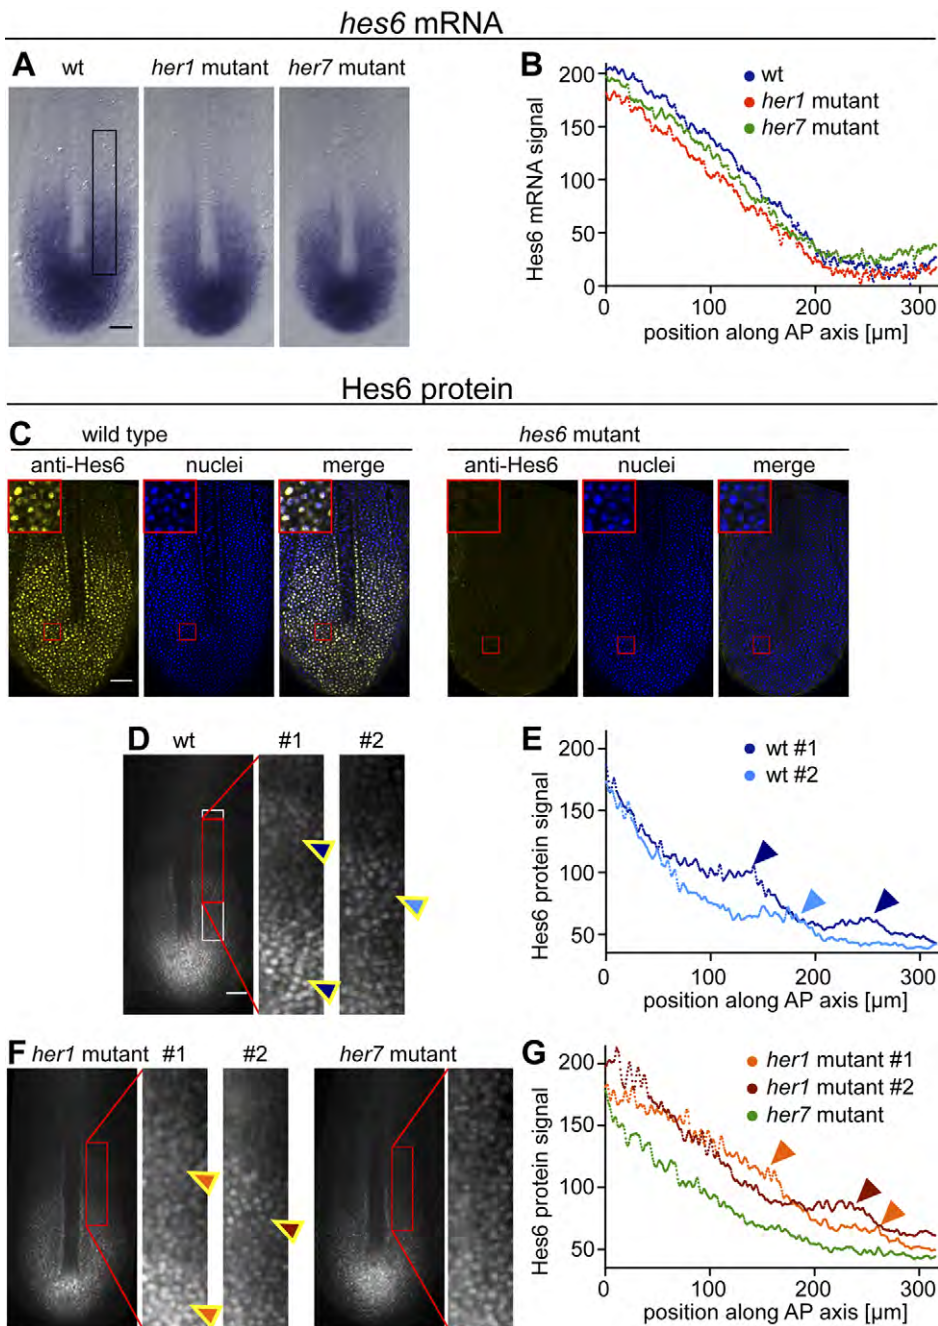 hes6 mRNA
A
wt
her1 mutant
her7 mutant
B
200
150
100
50
0
Hes6 mRNA signal
wt
her1 mutant
her7 mutant
0
100
200
300
position along AP axis [µm]
Hes6 protein
C
wild type
hes6 mutant
anti-Hes6
nuclei
merge
anti-Hes6
nuclei
merge
D
wt
#1
#2
E
200
150
100
50
Hes6 protein signal
wt #1
wt #2
0
100
200
300
position along AP axis [µm]
F
her1 mutant
#1
#2
her7 mutant
G
200
150
100
50
Hes6 protein signal
her1 mutant #1
her1 mutant #2
her7 mutant
0
100
200
300
position along AP axis [µm]